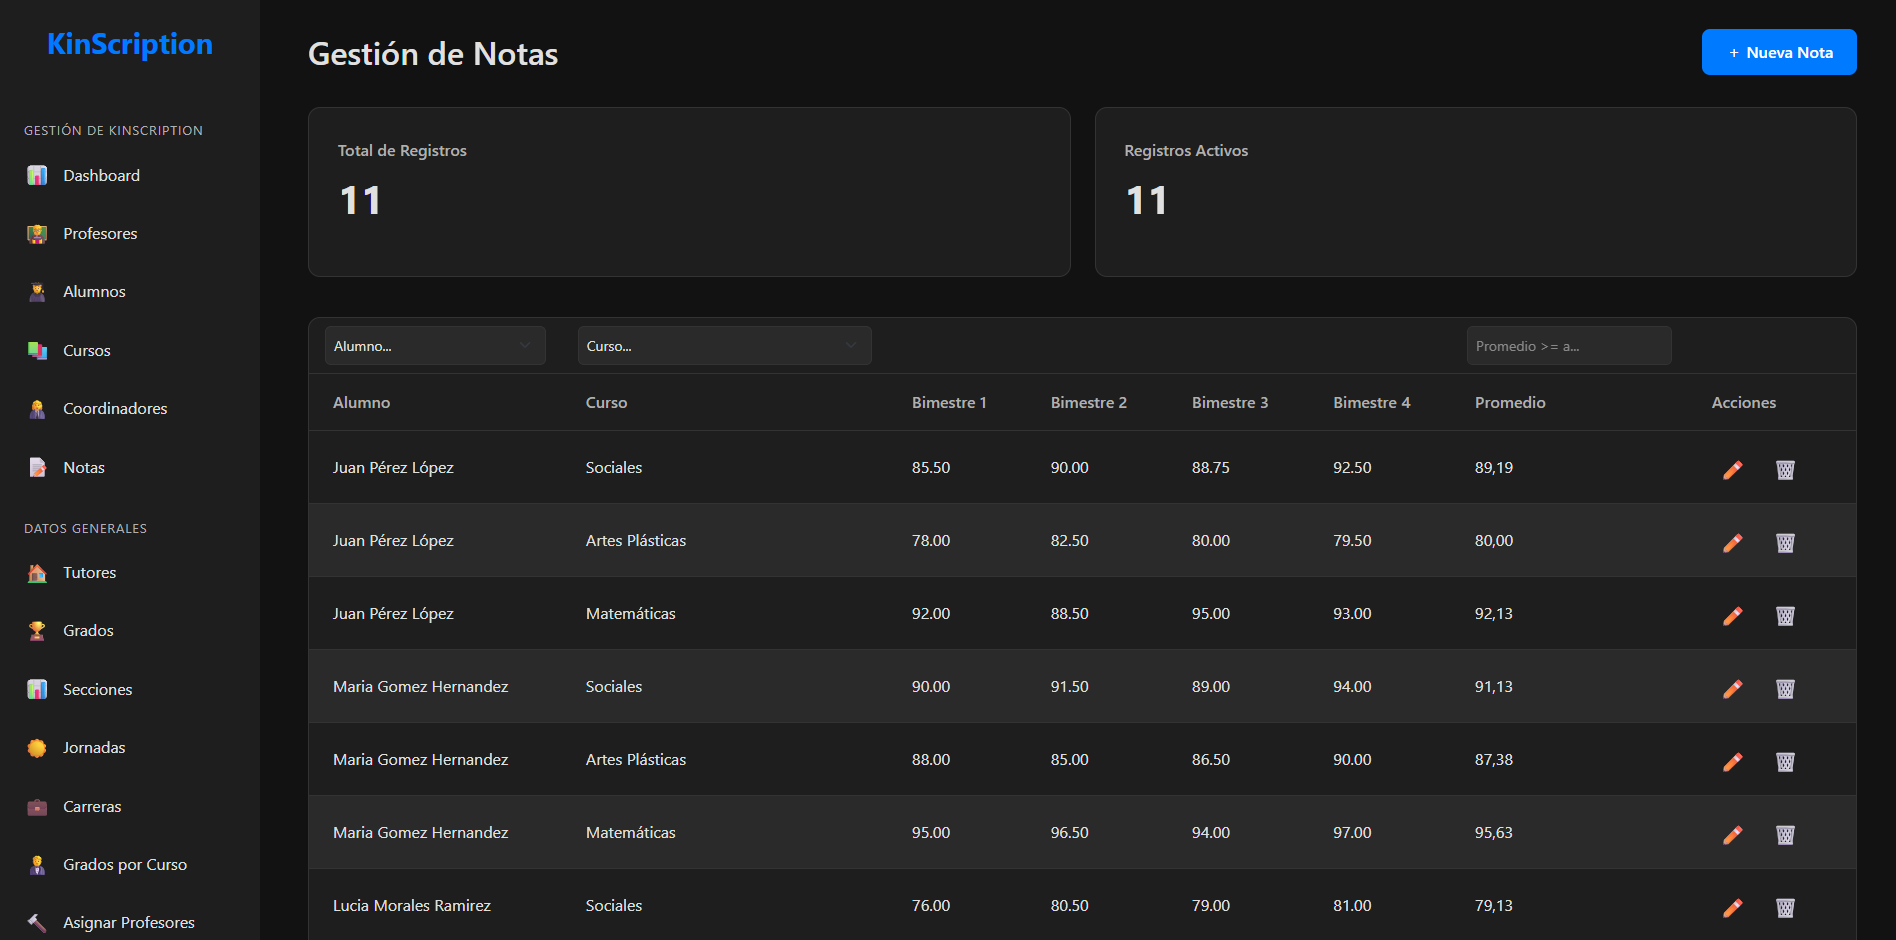 KinScription
GESTIÓN DE KINSCRIPTION
Dashboard
Profesores
Alumnos
Cursos
Coordinadores
Notas
DATOS GENERALES
Tutores
Grados
Secciones
Jornadas
Carreras
Grados por Curso
Asignar Profesores
Gestión de Notas
+ Nueva Nota
Total de Registros
11
Registros Activos
11
Alumno... Curso... Promedio >= a...
Alumno Curso Bimestre 1 Bimestre 2 Bimestre 3 Bimestre 4 Promedio Acciones
Juan Pérez López Sociales 85.50 90.00 88.75 92.50 89,19
Juan Pérez López Artes Plásticas 78.00 82.50 80.00 79.50 80,00
Juan Pérez López Matemáticas 92.00 88.50 95.00 93.00 92,13
Maria Gomez Hernandez Sociales 90.00 91.50 89.00 94.00 91,13
Maria Gomez Hernandez Artes Plásticas 88.00 85.00 86.50 90.00 87,38
Maria Gomez Hernandez Matemáticas 95.00 96.50 94.00 97.00 95,63
Lucia Morales Ramirez Sociales 76.00 80.50 79.00 81.00 79,13